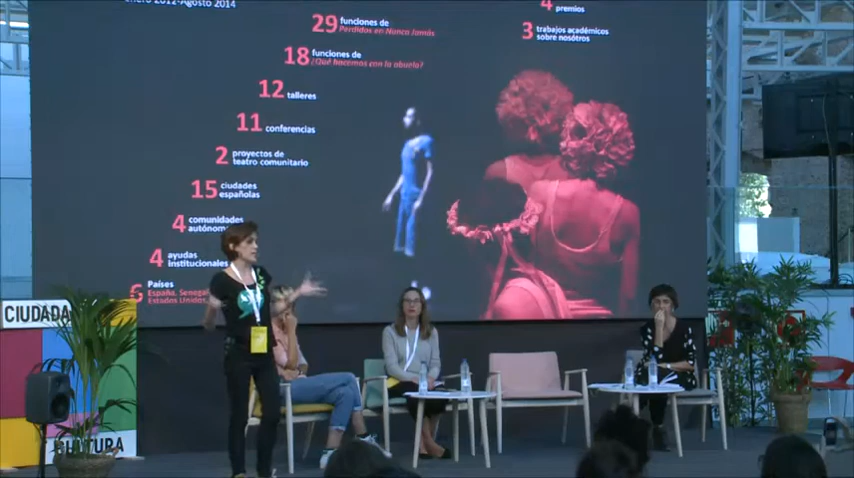 enero 2012-Agosto 2014
29 funciones de
Perdidos en Nunca Jamás
18 funciones de
¿Qué hacemos con la abuela?
12 talleres
11 conferencias
2 proyectos de
teatro comunitario
15 ciudades
españolas
4 comunidades
4 ayudas
institucionales
6 Países
España, Senegal
Estados Unidos,
4 premios
3 trabajos académicos
sobre nosotros
CIUDADA
CULTURA